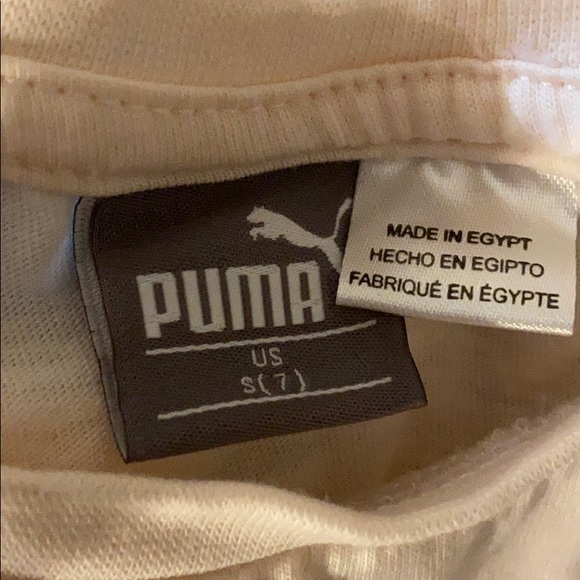 PUMA
US
S(7)
MADE IN EGYPT
HECHO EN EGIPTO
FABRIQUÉ EN ÉGYPTE